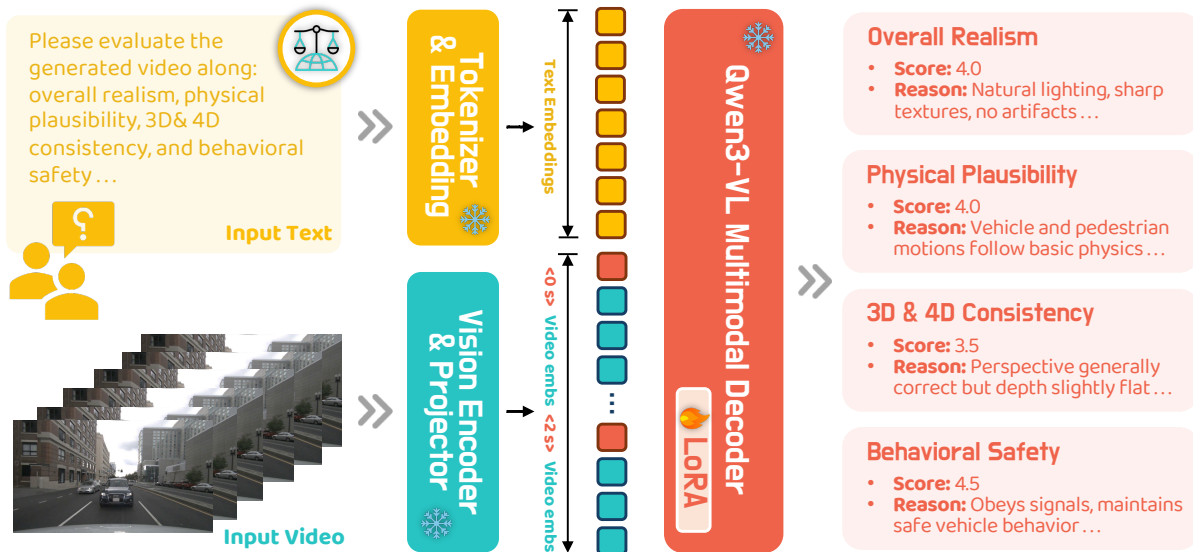 Please evaluate the
generated video along:
overall realism, physical
plausibility, 3D& 4D
consistency, and behavioral
safety ...
Input Text
?
Input Video
Tokenizer
& Embedding
Vision Encoder
& Projector
Text Embeddings
<0 s> Video embs
...
<2 s> Video embs
Qwen3-VL Multimodal Decoder
LoRA
Overall Realism
• Score: 4.0
• Reason: Natural lighting, sharp
textures, no artifacts ...
Physical Plausibility
• Score: 4.0
• Reason: Vehicle and pedestrian
motions follow basic physics ...
3D & 4D Consistency
• Score: 3.5
• Reason: Perspective generally
correct but depth slightly flat ...
Behavioral Safety
• Score: 4.5
• Reason: Obeys signals, maintains
safe vehicle behavior ...